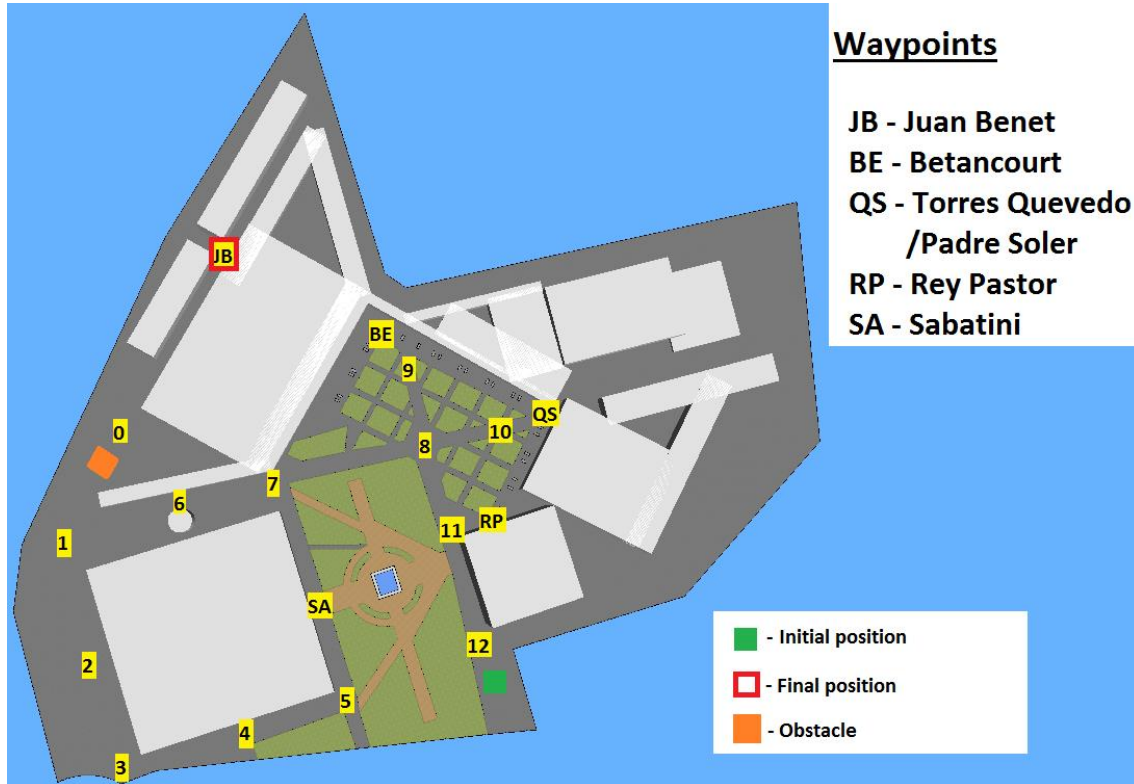 Waypoints
JB - Juan Benet
BE - Betancourt
QS - Torres Quevedo
/Padre Soler
RP - Rey Pastor
SA - Sabatini
JB
BE
9
QS
0
10
8
7
6
RP
11
1
SA
12
2
5
4
3
- Initial position
- Final position
- Obstacle